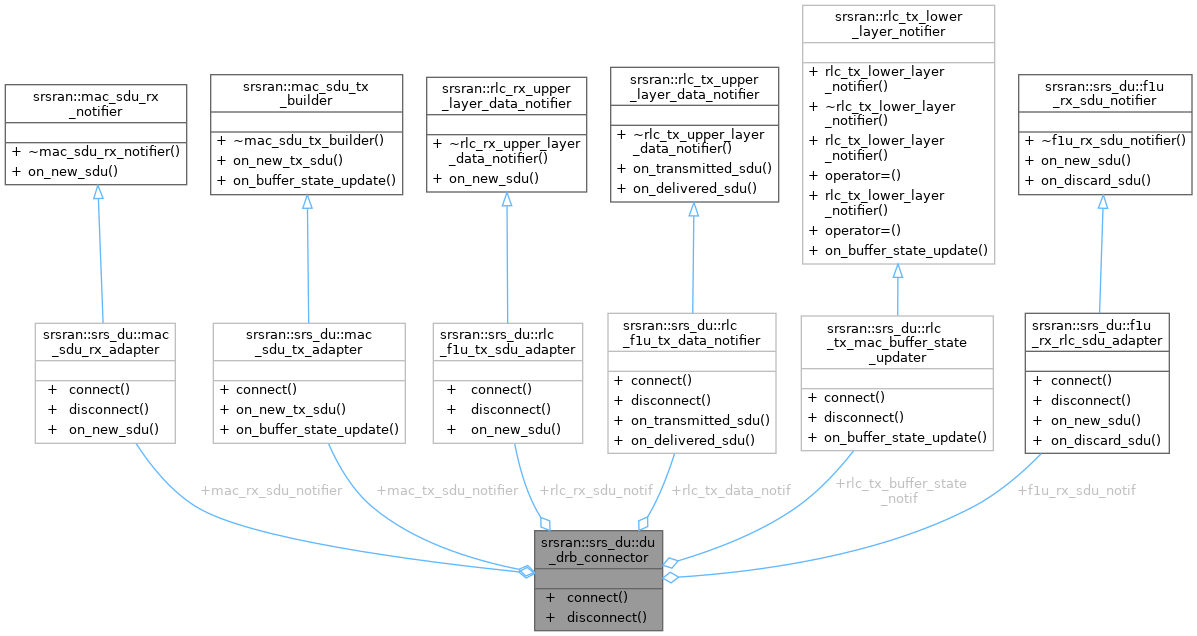 srsran::mac_sdu_rx
_notifier
+ ~mac_sdu_rx_notifier()
+ on_new_sdu()
srsran::mac_sdu_tx
_builder
+ ~mac_sdu_tx_builder()
+ on_new_tx_sdu()
+ on_buffer_state_update()
srsran::rlc_rx_upper
_layer_data_notifier
+ ~rlc_rx_upper_layer
_data_notifier()
+ on_new_sdu()
srsran::rlc_tx_upper
_layer_data_notifier
+ ~rlc_tx_upper_layer
_data_notifier()
+ on_transmitted_sdu()
+ on_delivered_sdu()
srsran::rlc_tx_lower
_layer_notifier
+ rlc_tx_lower_layer
_notifier()
+ ~rlc_tx_lower_layer
_notifier()
+ rlc_tx_lower_layer
_notifier()
+ operator=()
+ rlc_tx_lower_layer
_notifier()
+ operator=()
+ on_buffer_state_update()
srsran::srs_du::f1u
_rx_sdu_notifier
+ ~f1u_rx_sdu_notifier()
+ on_new_sdu()
+ on_discard_sdu()
srsran::srs_du::mac
_sdu_rx_adapter
+ connect()
+ disconnect()
+ on_new_sdu()
srsran::srs_du::mac
_sdu_tx_adapter
+ connect()
+ on_new_tx_sdu()
+ on_buffer_state_update()
srsran::srs_du::rlc
_f1u_tx_sdu_adapter
+ connect()
+ disconnect()
+ on_new_sdu()
srsran::srs_du::rlc
_f1u_tx_data_notifier
+ connect()
+ disconnect()
+ on_transmitted_sdu()
+ on_delivered_sdu()
srsran::srs_du::rlc
_tx_mac_buffer_state
_updater
+ connect()
+ disconnect()
+ on_buffer_state_update()
srsran::srs_du::f1u
_rx_rlc_sdu_adapter
+ connect()
+ disconnect()
+ on_new_sdu()
+ on_discard_sdu()
+mac_rx_sdu_notifier
+mac_tx_sdu_notifier
+rlc_rx_sdu_notif
+rlc_tx_data_notif
+rlc_tx_buffer_state
_notif
+f1u_rx_sdu_notif
srsran::srs_du::du
_drb_connector
+ connect()
+ disconnect()